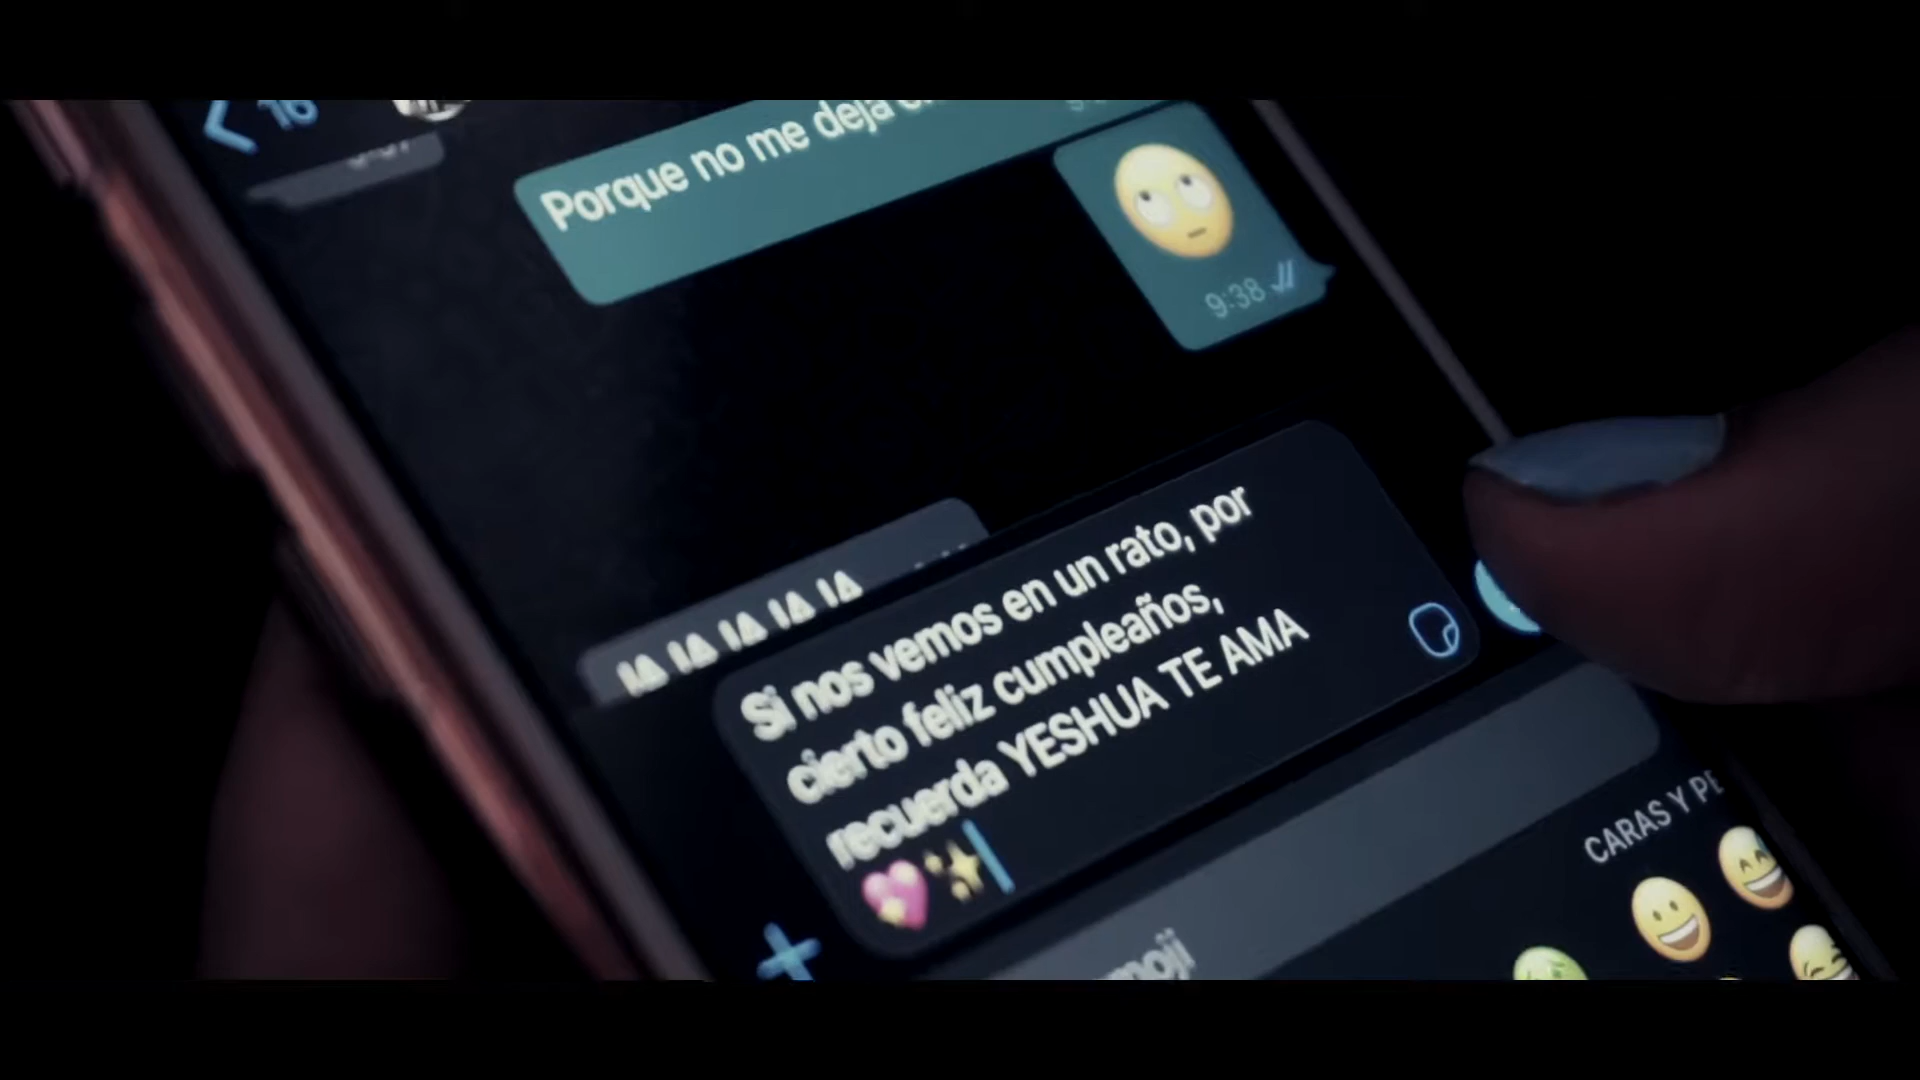 16
Porque no me deja
9:38
JA JA JA JA JA
Si nos vemos en un rato, por
cierto feliz cumpleaños,
recuerda YESHUA TE AMA
💖✨
CARAS Y PE